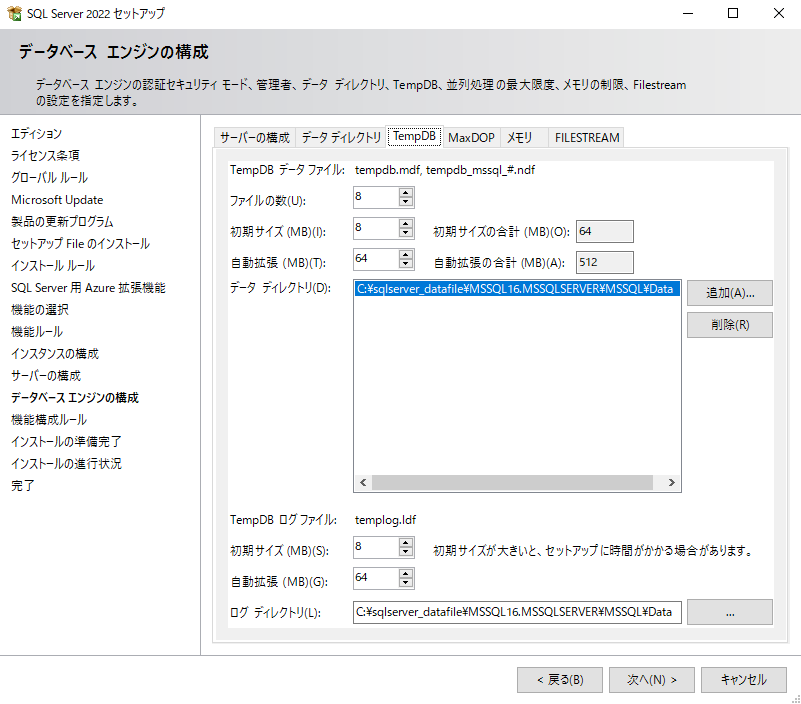 SQL Server 2022 セットアップ
データベース エンジンの構成
データベース エンジンの認証セキュリティ モード、管理者、データ ディレクトリ、TempDB、並列処理の最大限度、メモリの制限、Filestream
の設定を指定します。
エディション
ライセンス条項
グローバル ルール
Microsoft Update
製品の更新プログラム
セットアップ File のインストール
インストール ルール
SQL Server 用 Azure 拡張機能
機能の選択
機能ルール
インスタンスの構成
サーバーの構成
データベース エンジンの構成
機能構成ルール
インストールの準備完了
インストールの進行状況
完了
サーバーの構成 データ ディレクトリ TempDB MaxDOP メモリ FILESTREAM
TempDB データ ファイル: tempdb.mdf, tempdb_mssql_#.ndf
ファイルの数(U): 8
初期サイズ (MB)(I): 8 初期サイズの合計 (MB)(O): 64
自動拡張 (MB)(T): 64 自動拡張の合計 (MB)(A): 512
データ ディレクトリ(D): C:¥sqlserver_datafile¥MSSQL16.MSSQLSERVER¥MSSQL¥Data 追加(A)...
削除(R)
TempDB ログ ファイル: templog.ldf
初期サイズ (MB)(S): 8 初期サイズが大きいと、セットアップに時間がかかる場合があります。
自動拡張 (MB)(G): 64
ログ ディレクトリ(L): C:¥sqlserver_datafile¥MSSQL16.MSSQLSERVER¥MSSQL¥Data ...
< 戻る(B) 次へ(N) > キャンセル